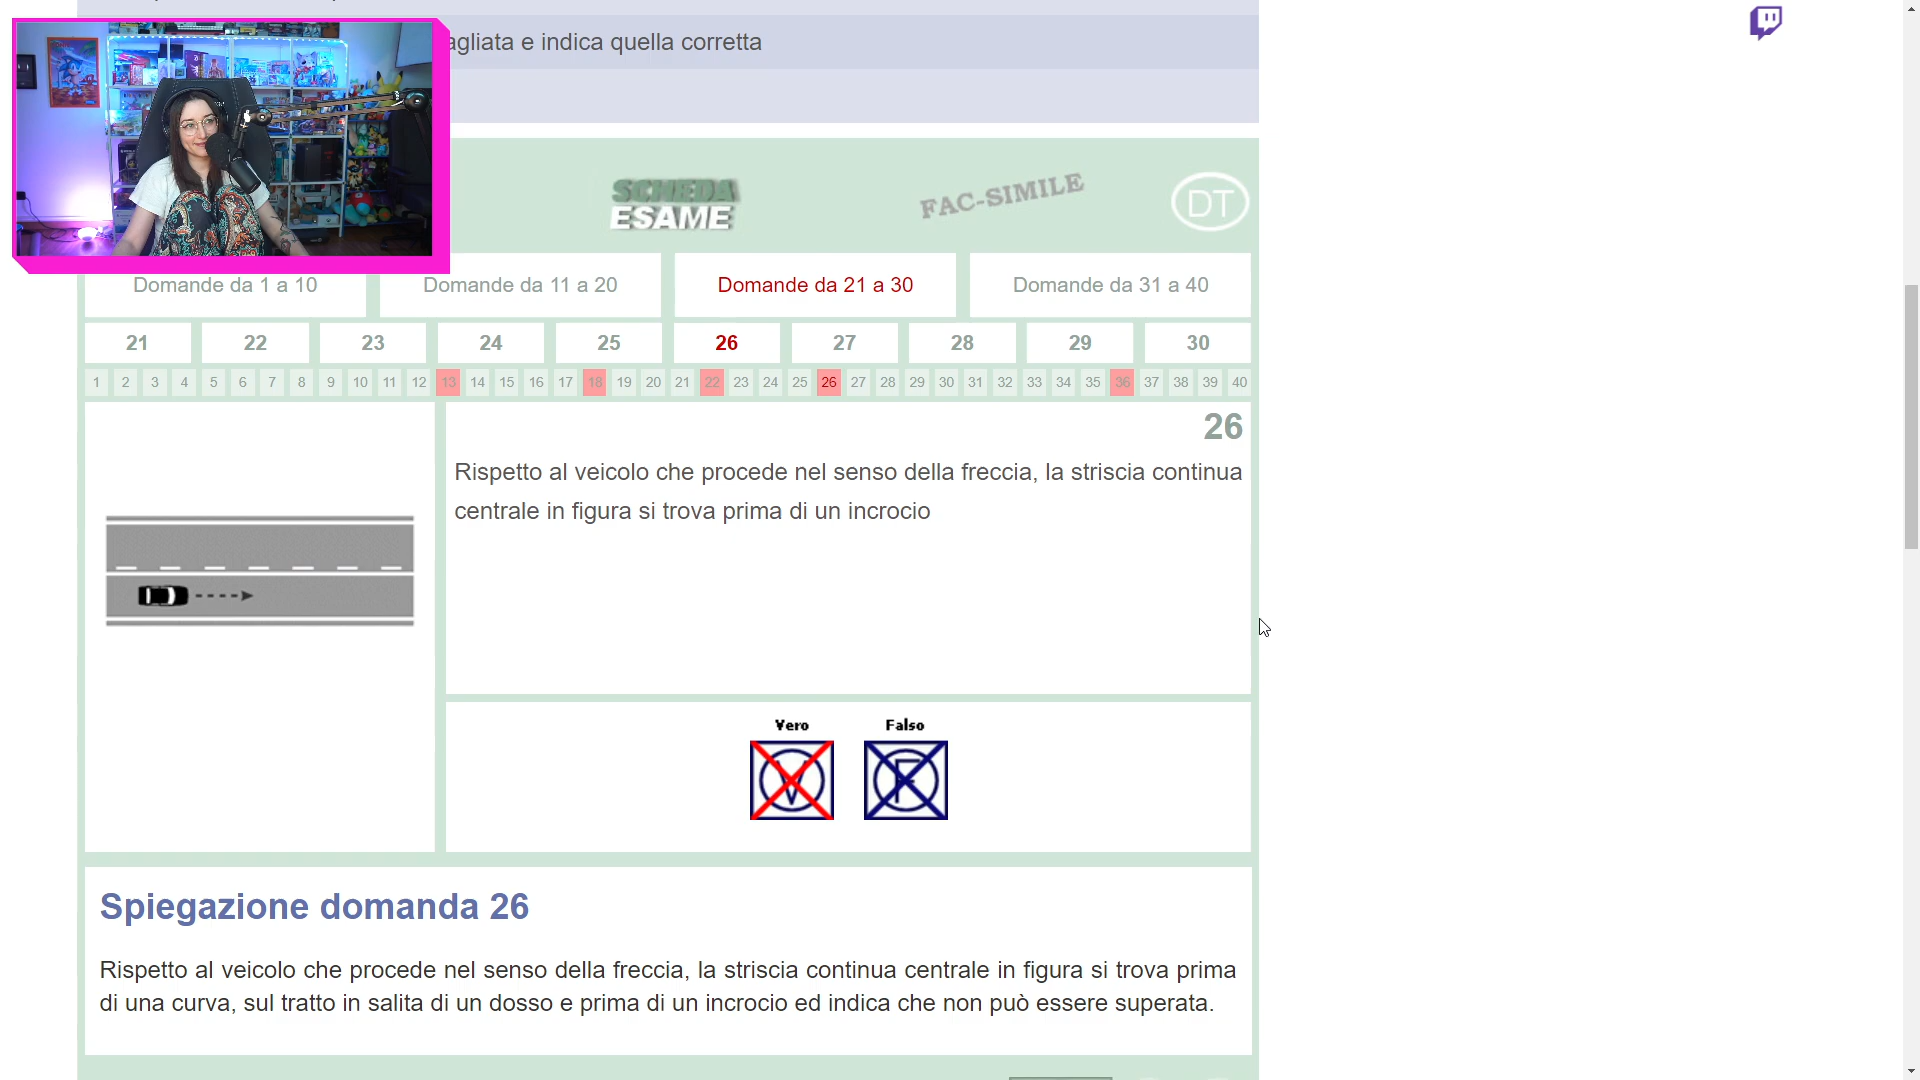 agliata e indica quella corretta
SCHEDA
ESAME
FAC-SIMILE
DT
Domande da 1 a 10
Domande da 11 a 20
Domande da 21 a 30
Domande da 31 a 40
21 22 23 24 25 26 27 28 29 30
1 2 3 4 5 6 7 8 9 10 11 12 13 14 15 16 17 18 19 20 21 22 23 24 25 26 27 28 29 30 31 32 33 34 35 36 37 38 39 40
26
Rispetto al veicolo che procede nel senso della freccia, la striscia continua
centrale in figura si trova prima di un incrocio
Vero Falso
V F
Spiegazione domanda 26
Rispetto al veicolo che procede nel senso della freccia, la striscia continua centrale in figura si trova prima
di una curva, sul tratto in salita di un dosso e prima di un incrocio ed indica che non può essere superata.